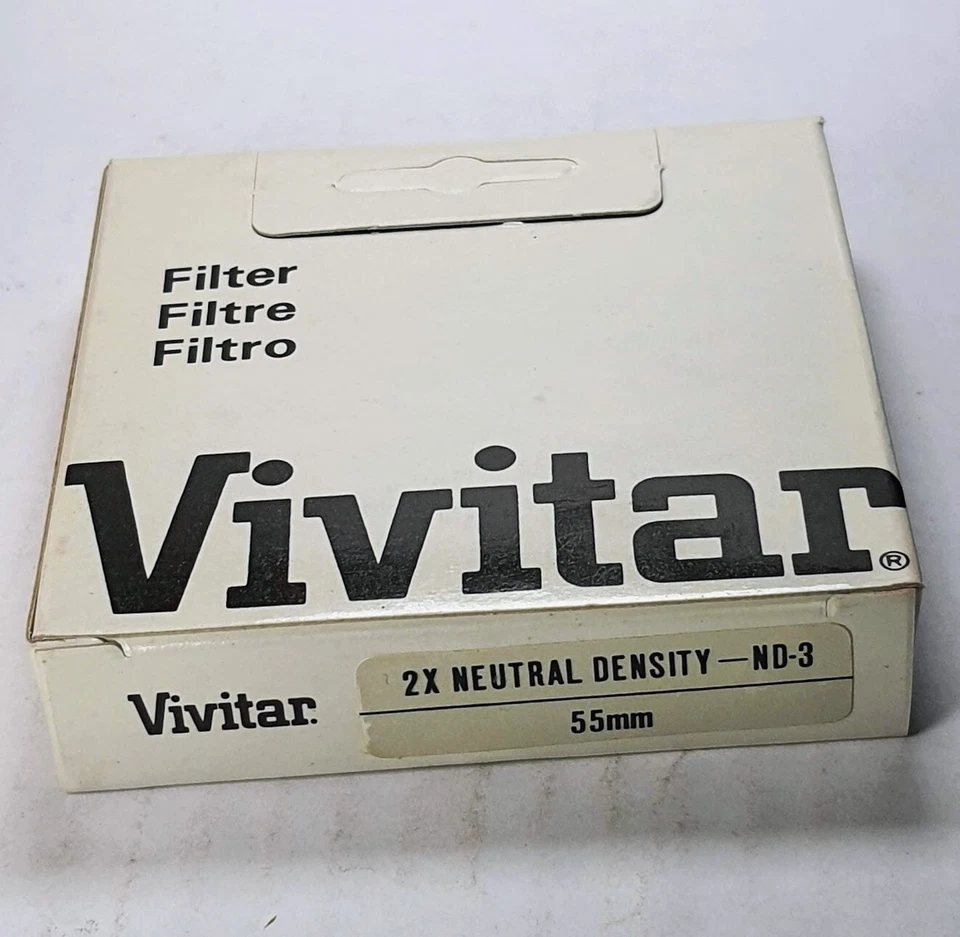 Filter
Filtre
Filtro
Vivitar®
Vivitar.
2X NEUTRAL DENSITY—ND-3
55mm